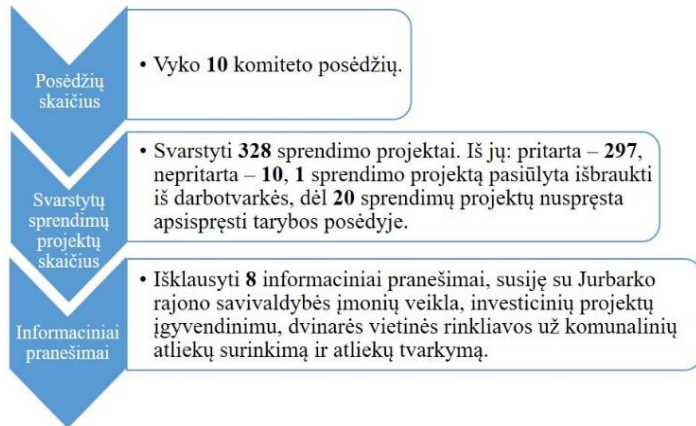 Posėdžių
skaičius
• Vyko 10 komiteto posėdžių.
Svarstytų
sprendimų
projektų
skaičius
• Svarstyti 328 sprendimo projektai. Iš jų: pritarta – 297,
nepritarta – 10, 1 sprendimo projektą pasiūlyta išbraukti
iš darbotvarkės, dėl 20 sprendimų projektų nuspręsta
apsispręsti tarybos posėdyje.
Informaciniai
pranešimai
• Išklausyti 8 informaciniai pranešimai, susiję su Jurbarko
rajono savivaldybės įmonių veikla, investicinių projektų
įgyvendinimu, dvinarės vietinės rinkliavos už komunalinių
atliekų surinkimą ir atliekų tvarkymą.